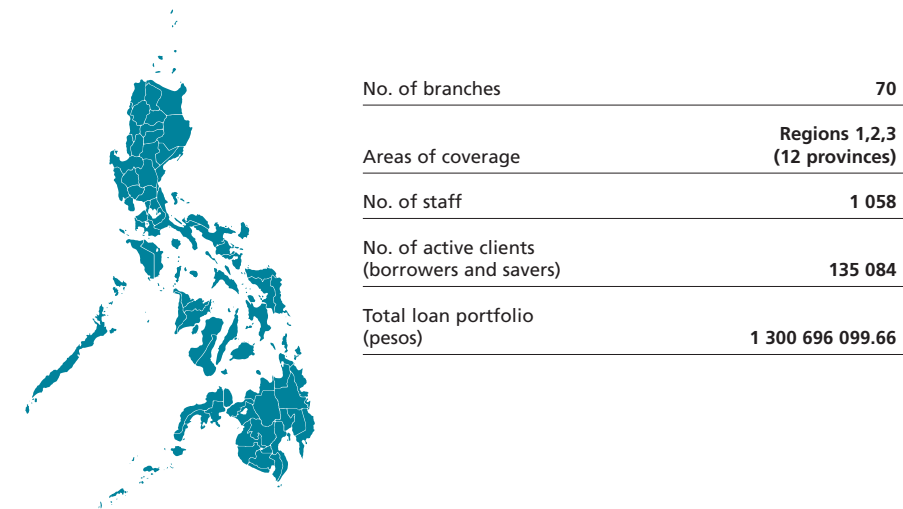 No. of branches 70
Regions 1,2,3
Areas of coverage (12 provinces)
No. of staff 1 058
No. of active clients
(borrowers and savers) 135 084
Total loan portfolio
(pesos) 1 300 696 099.66